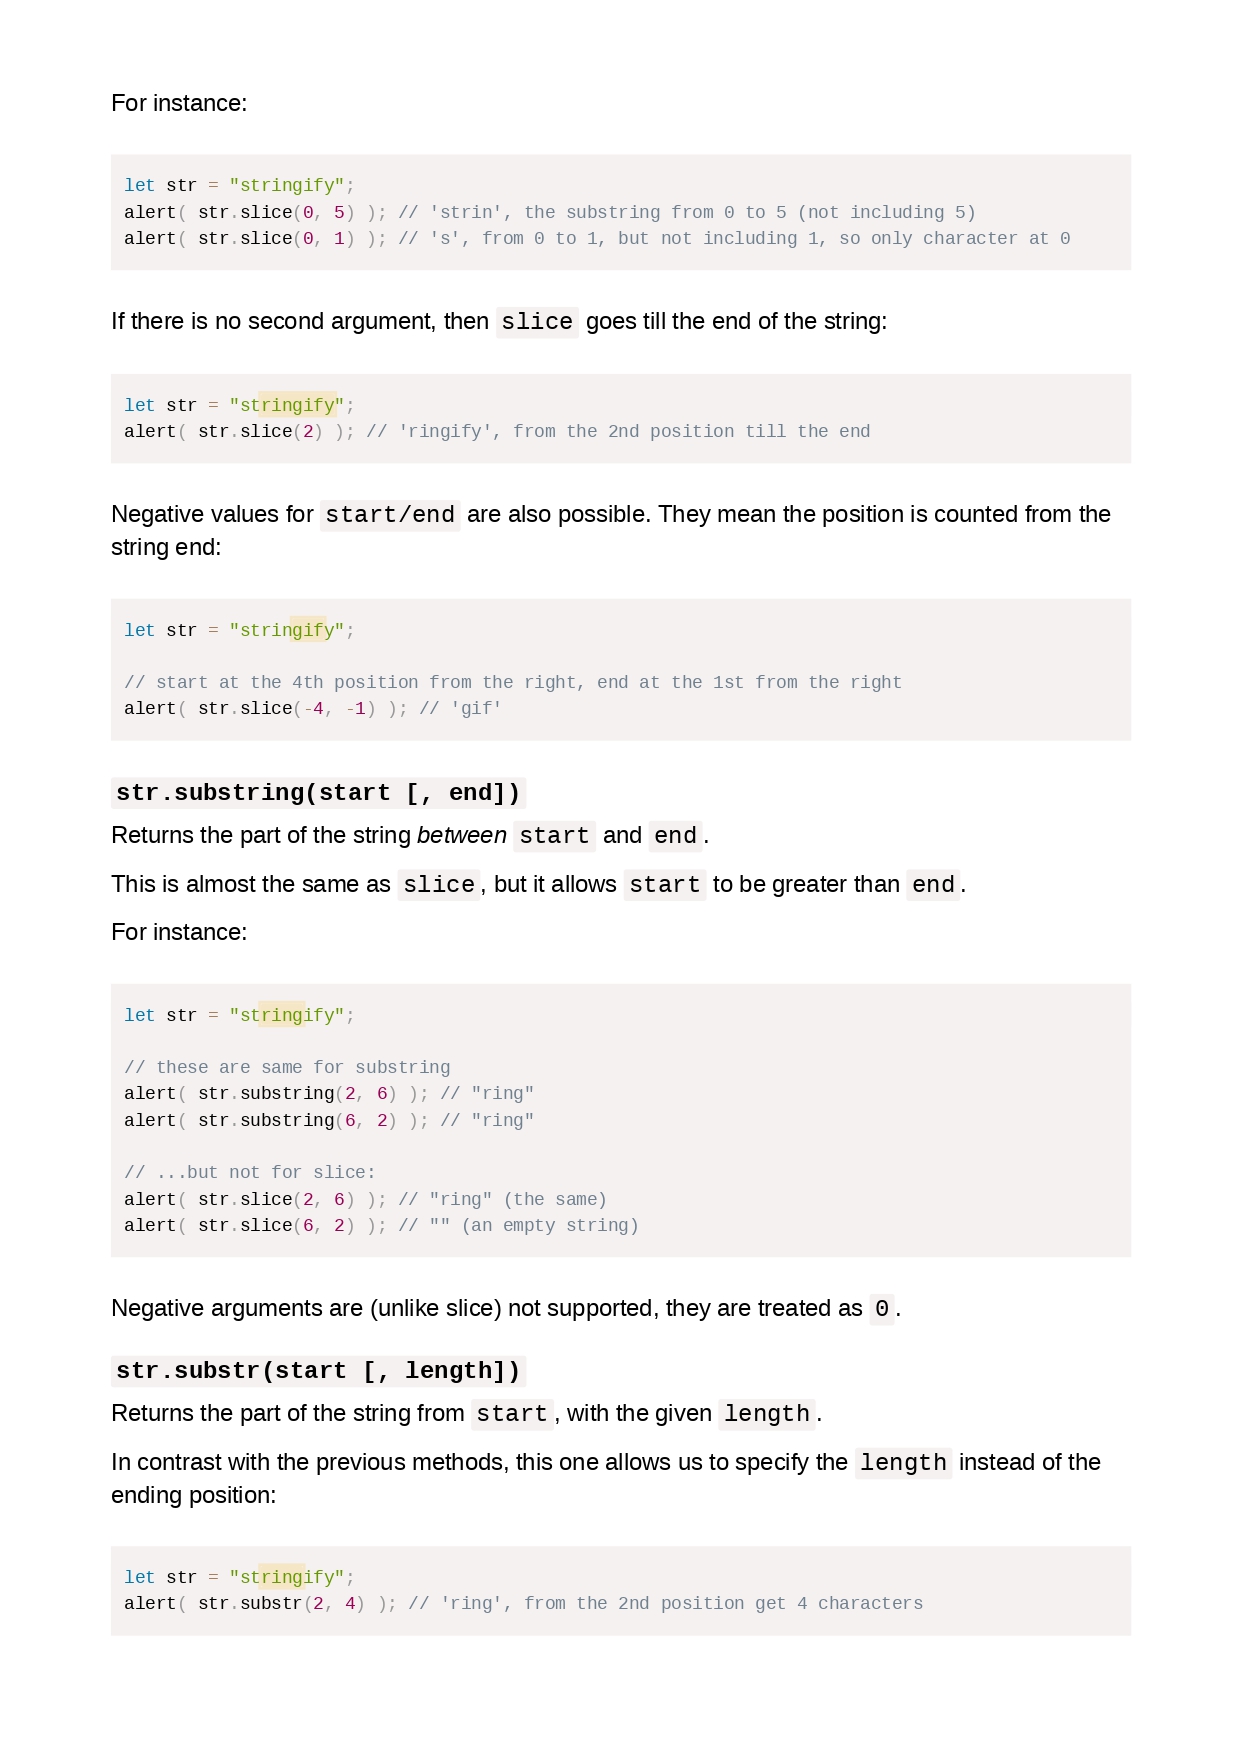 For instance:
let str = "stringify";
alert( str.slice(0, 5) ); // 'strin', the substring from 0 to 5 (not including 5)
alert( str.slice(0, 1) ); // 's', from 0 to 1, but not including 1, so only character at 0
If there is no second argument, then slice goes till the end of the string:
let str = "stringify";
alert( str.slice(2) ); // 'ringify', from the 2nd position till the end
Negative values for start/end are also possible. They mean the position is counted from the
string end:
let str = "stringify";
// start at the 4th position from the right, end at the 1st from the right
alert( str.slice(-4, -1) ); // 'gif'
str.substring(start [, end])
Returns the part of the string between start and end.
This is almost the same as slice, but it allows start to be greater than end.
For instance:
let str = "stringify";
// these are same for substring
alert( str.substring(2, 6) ); // "ring"
alert( str.substring(6, 2) ); // "ring"
// ...but not for slice:
alert( str.slice(2, 6) ); // "ring" (the same)
alert( str.slice(6, 2) ); // "" (an empty string)
Negative arguments are (unlike slice) not supported, they are treated as 0.
str.substr(start [, length])
Returns the part of the string from start, with the given length.
In contrast with the previous methods, this one allows us to specify the length instead of the
ending position:
let str = "stringify";
alert( str.substr(2, 4) ); // 'ring', from the 2nd position get 4 characters